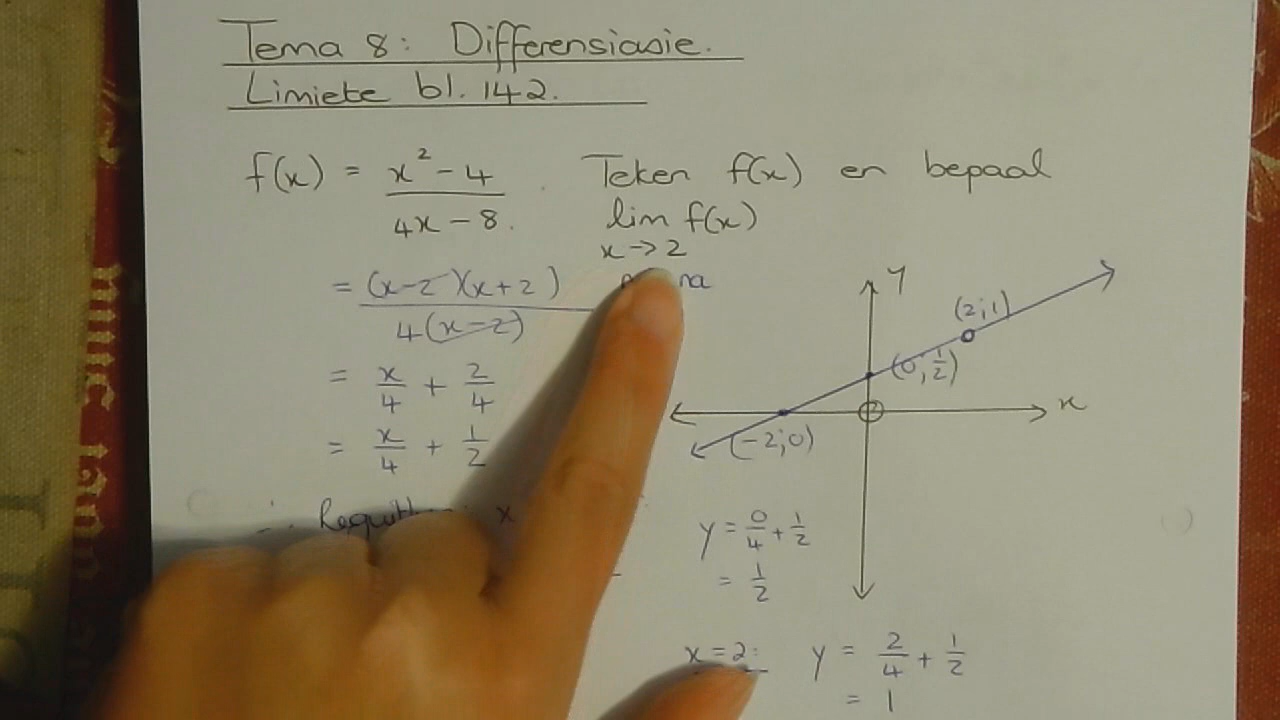 Tema 8: Differensiasie.
Limiete bl. 142.
f(x) = x² - 4 / 4x - 8. Teken f(x) en bepaal
lim f(x)
x → 2
= (x-2)(x+2) / 4(x-2)
na
= x/4 + 2/4
= x/4 + 1/2
∴ x
y
(2;1)
(0;1/2)
x
(-2;0)
y = 0/4 + 1/2
= 1/2
x = 2: y = 2/4 + 1/2
= 1